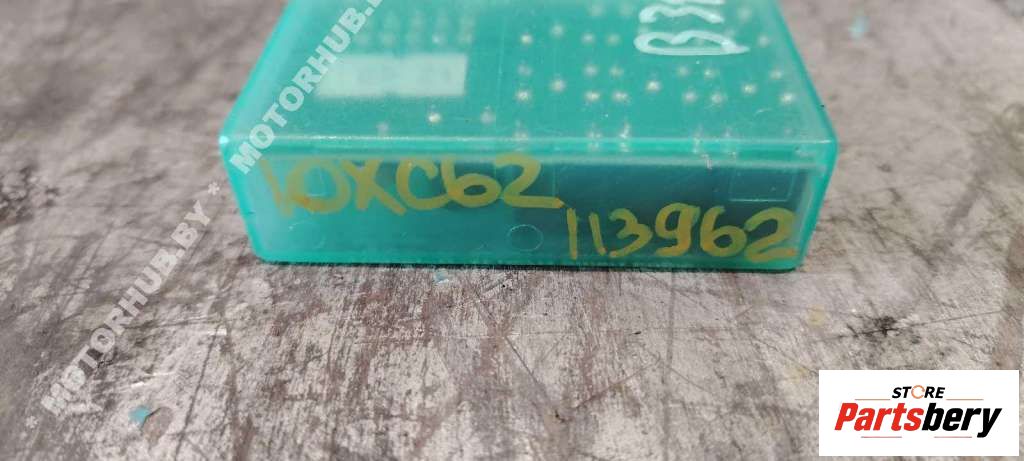 MOTORHUB.BY * MOTORHUB.BY
10XC62
113962
STORE
Partsbery